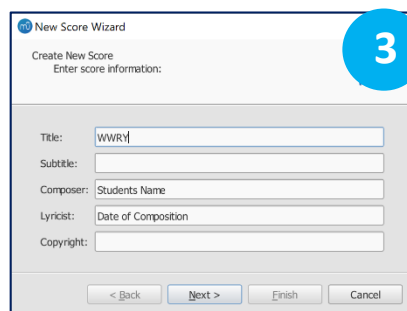 New Score Wizard
3
Create New Score
Enter score information:
Title: WWRY
Subtitle:
Composer: Students Name
Lyricist: Date of Composition
Copyright:
< Back Next > Finish Cancel